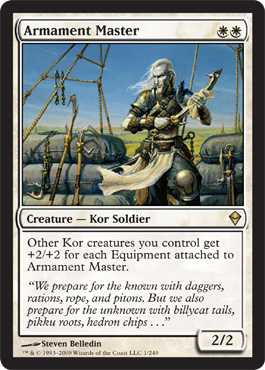 Armament Master
Creature — Kor Soldier
Other Kor creatures you control get
+2/+2 for each Equipment attached to
Armament Master.
“We prepare for the known with daggers,
rations, rope, and pitons. But we also
prepare for the unknown with billycat tails,
pikku roots, hedron chips . . .”
2/2
Steven Belledin
™ & © 1993–2009 Wizards of the Coast LLC 1/249